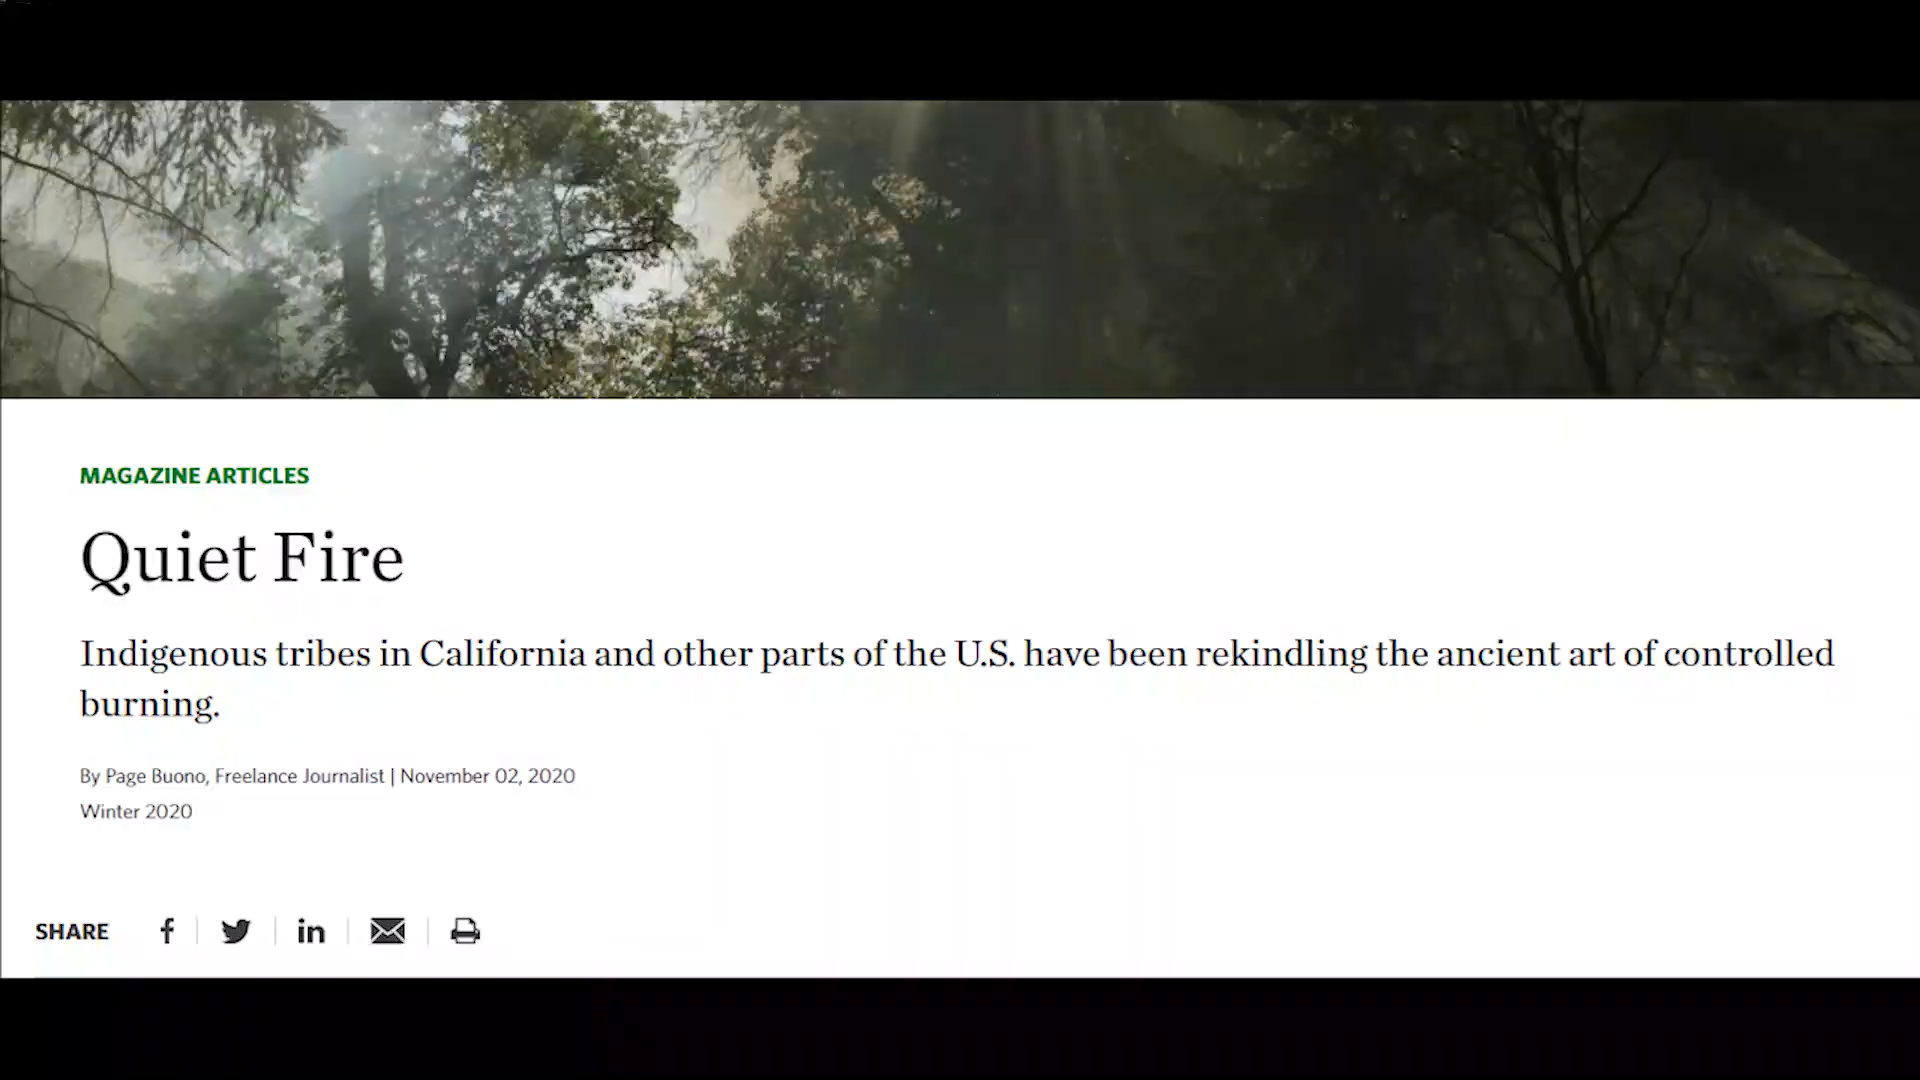 MAGAZINE ARTICLES
Quiet Fire
Indigenous tribes in California and other parts of the U.S. have been rekindling the ancient art of controlled
burning.
By Page Buono, Freelance Journalist | November 02, 2020
Winter 2020
SHARE